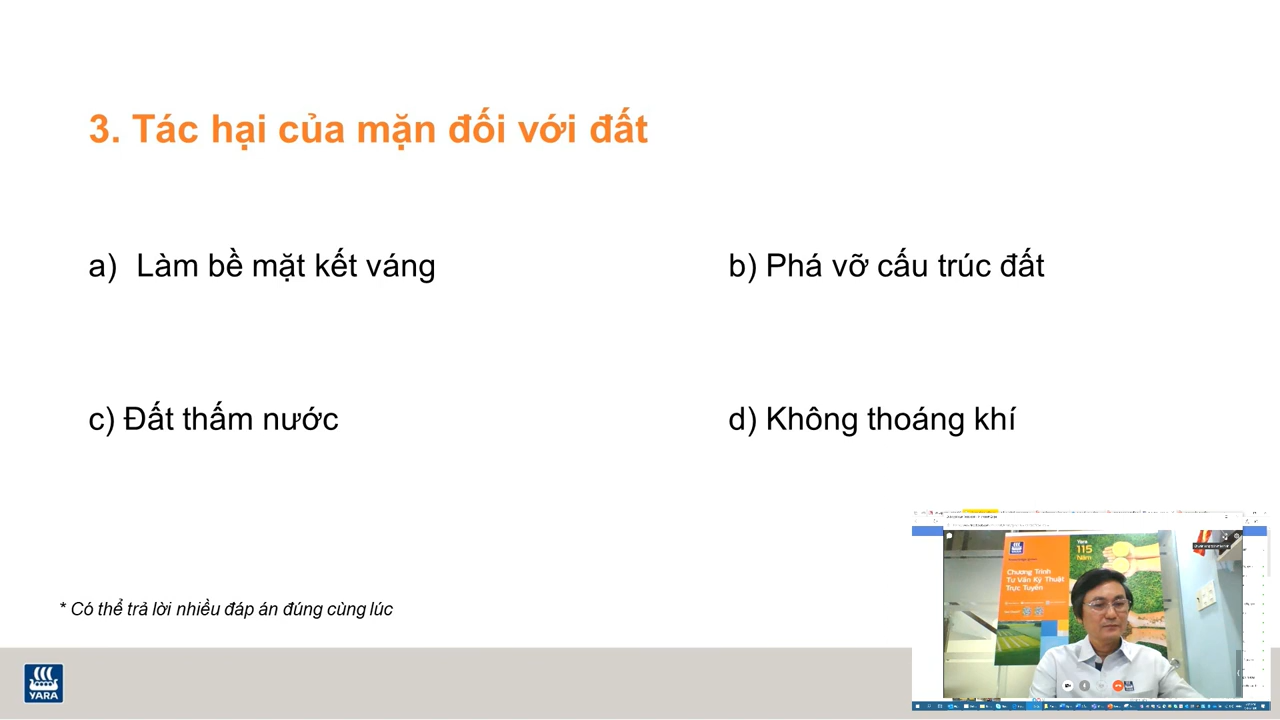 3. Tác hại của mặn đối với đất
a) Làm bề mặt kết váng
b) Phá vỡ cấu trúc đất
c) Đất thấm nước
d) Không thoáng khí
* Có thể trả lời nhiều đáp án đúng cùng lúc
YARA
Yara
115
Năm
Chương Trình
Tư Vấn Kỹ Thuật
Trực Tuyến